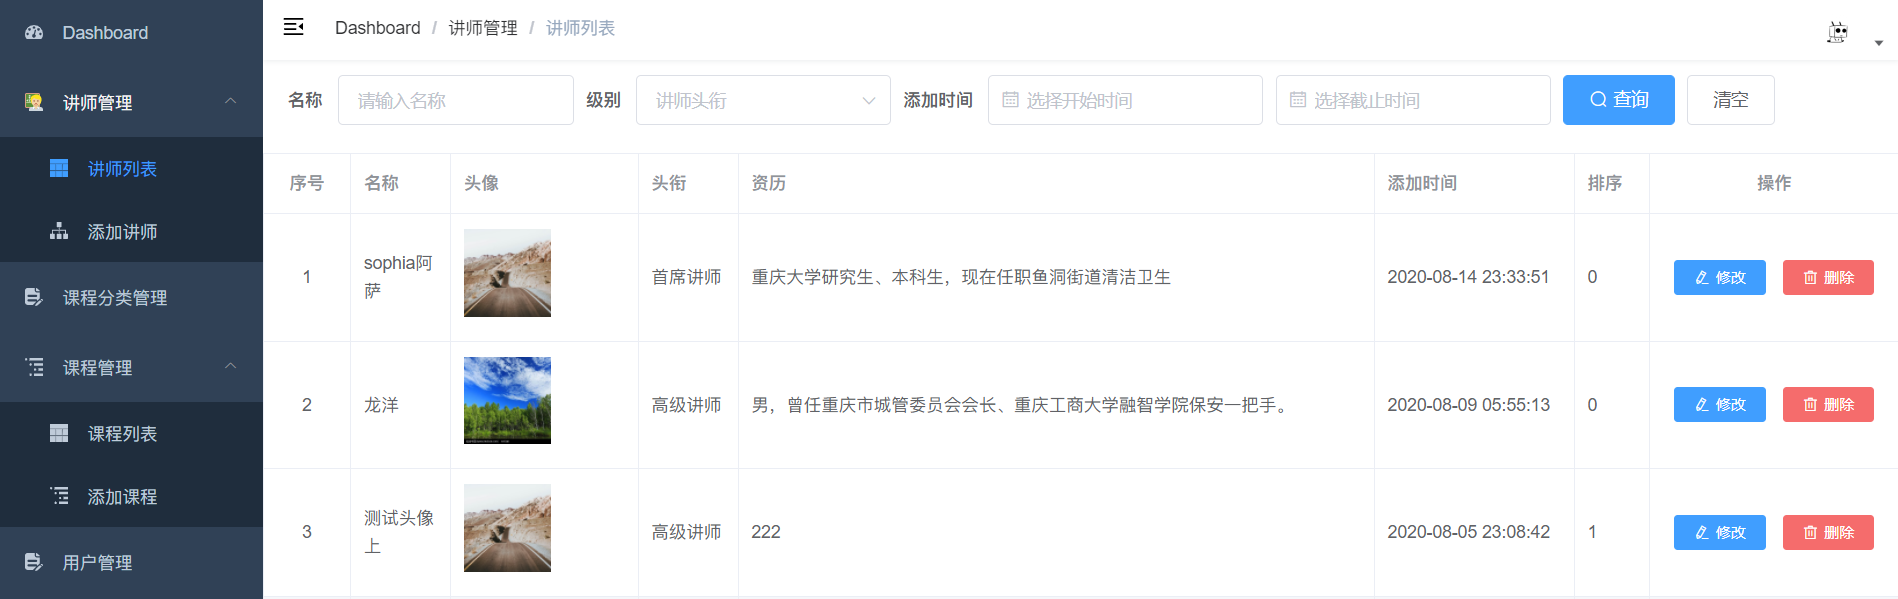 Dashboard
讲师管理
讲师列表
添加讲师
课程分类管理
课程管理
课程列表
添加课程
用户管理
Dashboard / 讲师管理 / 讲师列表
名称 请输入名称 级别 讲师头衔 添加时间 选择开始时间 选择截止时间 查询 清空
序号 名称 头像 头衔 资历 添加时间 排序 操作
1 sophia阿萨 首席讲师 重庆大学研究生、本科生，现在任职鱼洞街道清洁卫生 2020-08-14 23:33:51 0 修改 删除
2 龙洋 高级讲师 男，曾任重庆市城管委员会会长、重庆工商大学融智学院保安一把手。 2020-08-09 05:55:13 0 修改 删除
3 测试头像上 高级讲师 222 2020-08-05 23:08:42 1 修改 删除